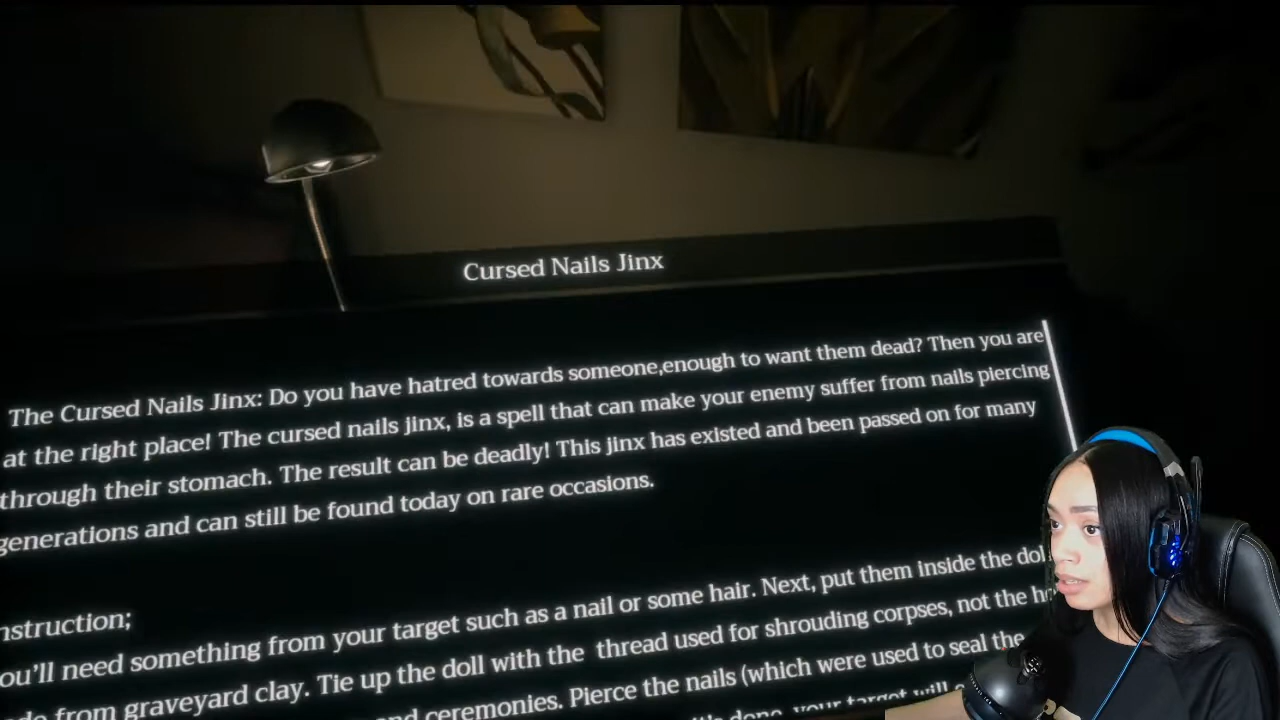 Cursed Nails Jinx
The Cursed Nails Jinx: Do you have hatred towards someone,enough to want them dead? Then you are
at the right place! The cursed nails jinx, is a spell that can make your enemy suffer from nails piercing
through their stomach. The result can be deadly! This jinx has existed and been passed on for many
generations and can still be found today on rare occasions.
nstruction;
ou'll need something from your target such as a nail or some hair. Next, put them inside the dol
from graveyard clay. Tie up the doll with the thread used for shrouding corpses, not the
ceremonies. Pierce the nails (which were used to seal the
it's done, your target will